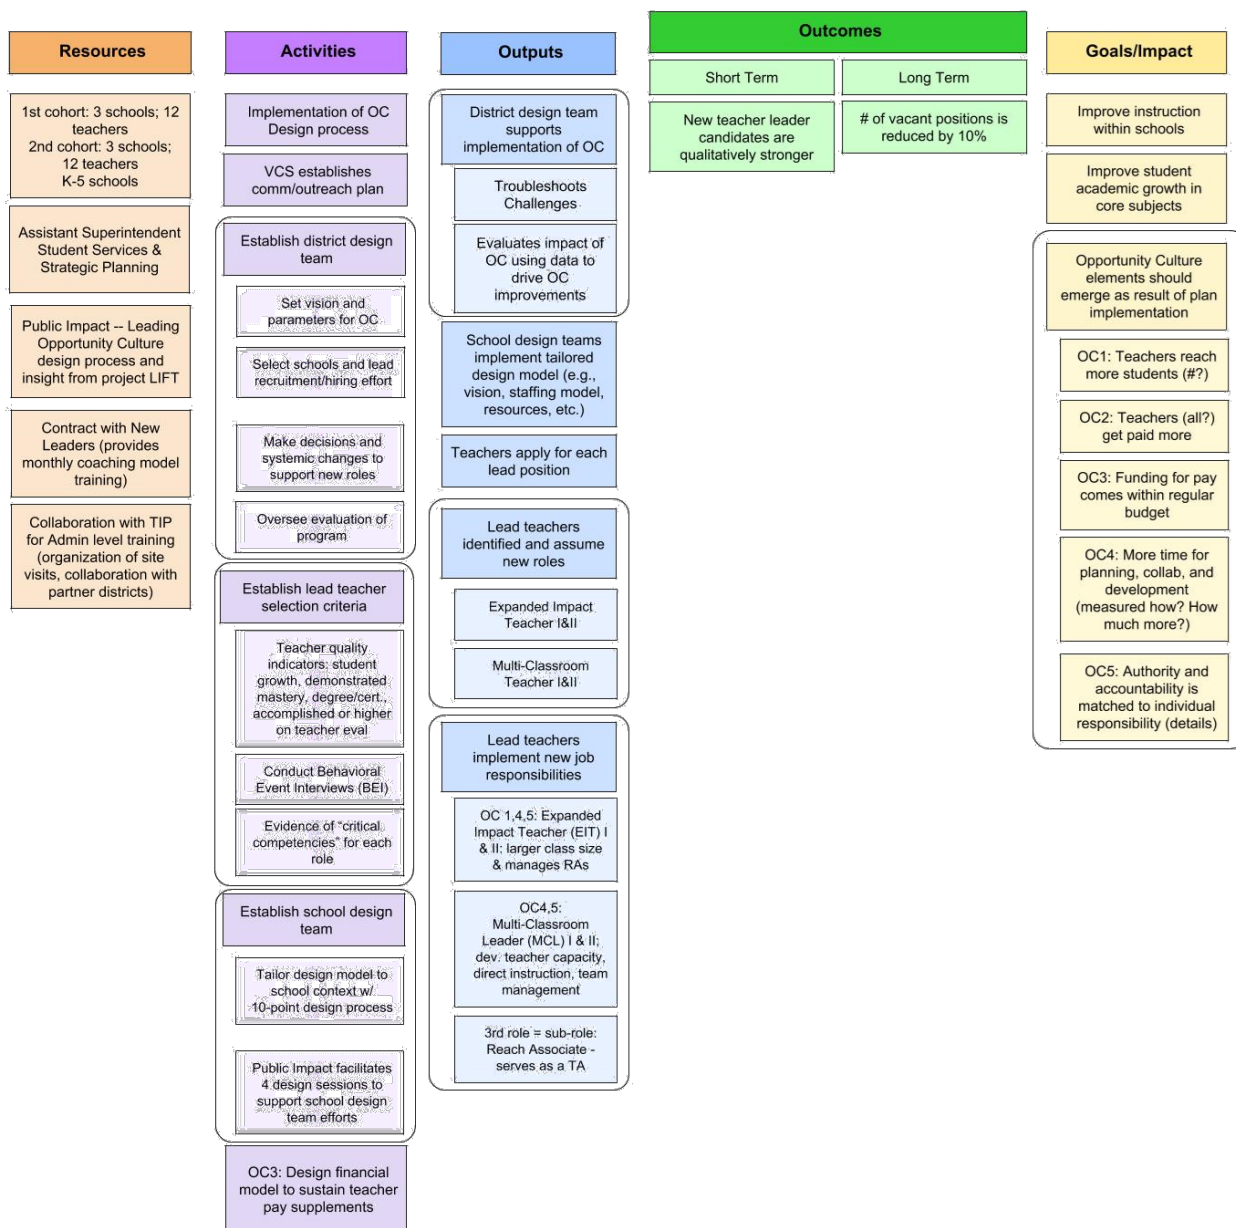 Resources
1st cohort: 3 schools; 12
teachers
2nd cohort: 3 schools;
12 teachers
K-5 schools
Assistant Superintendent
Student Services &
Strategic Planning
Public Impact -- Leading
Opportunity Culture
design process and
insight from project LIFT
Contract with New
Leaders (provides
monthly coaching model
training)
Collaboration with TIP
for Admin level training
(organization of site
visits, collaboration with
partner districts)
Activities
Implementation of OC
Design process
VCS establishes
comm/outreach plan
Establish district design
team
Set vision and
parameters for OC
Select schools and lead
recruitment/hiring effort
Make decisions and
systemic changes to
support new roles
Oversee evaluation of
program
Establish lead teacher
selection criteria
Teacher quality
indicators: student
growth, demonstrated
mastery, degree/cert.,
accomplished or higher
on teacher eval
Conduct Behavioral
Event Interviews (BEI)
Evidence of “critical
competencies” for each
role
Establish school design
team
Tailor design model to
school context w/
10-point design process
Public Impact facilitates
4 design sessions to
support school design
team efforts
OC3: Design financial
model to sustain teacher
pay supplements
Outputs
District design team
supports
implementation of OC
Troubleshoots
Challenges
Evaluates impact of
OC using data to
drive OC
improvements
School design teams
implement tailored
design model (e.g.,
vision, staffing model,
resources, etc.)
Teachers apply for each
lead position
Lead teachers
identified and assume
new roles
Expanded Impact
Teacher I&II
Multi-Classroom
Teacher I&II
Lead teachers
implement new job
responsibilities
OC 1,4,5: Expanded
Impact Teacher (EIT) I
& II: larger class size
& manages RAs
OC4,5:
Multi-Classroom
Leader (MCL) I & II;
dev. teacher capacity,
direct instruction, team
management
3rd role = sub-role:
Reach Associate -
serves as a TA
Outcomes
Short Term
New teacher leader
candidates are
qualitatively stronger
Long Term
# of vacant positions is
reduced by 10%
Goals/Impact
Improve instruction
within schools
Improve student
academic growth in
core subjects
Opportunity Culture
elements should
emerge as result of plan
implementation
OC1: Teachers reach
more students (#?)
OC2: Teachers (all?)
get paid more
OC3: Funding for pay
comes within regular
budget
OC4: More time for
planning, collab, and
development
(measured how? How
much more?)
OC5: Authority and
accountability is
matched to individual
responsibility (details)